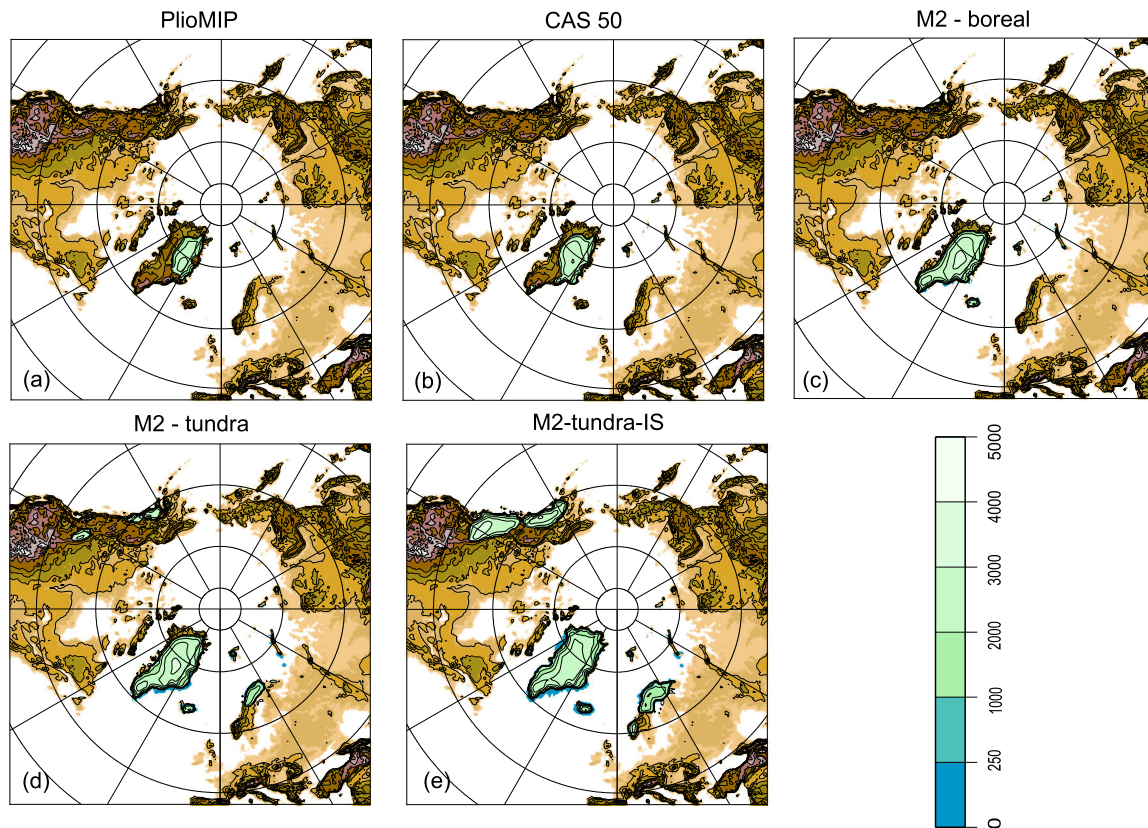 PlioMIP
CAS 50
M2 - boreal
(a)
(b)
(c)
M2 - tundra
M2-tundra-IS
(d)
(e)
5000
4000
3000
2000
1000
250
0